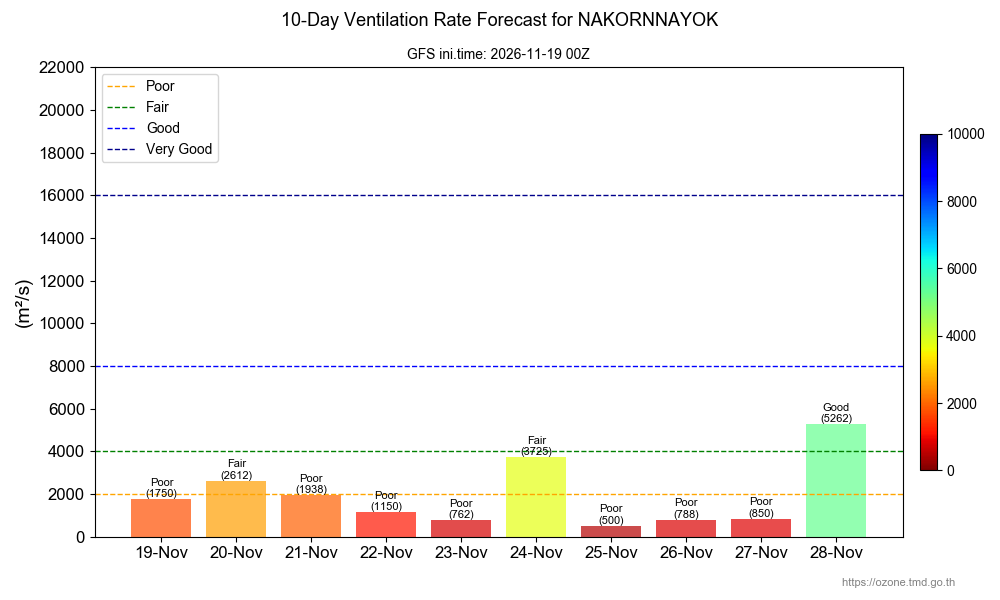 10-Day Ventilation Rate Forecast for NAKORNNAYOK
GFS ini.time: 2026-11-19 00Z
(m²/s)
22000
20000
18000
16000
14000
12000
10000
8000
6000
4000
2000
0
Poor
Fair
Good
Very Good
Poor
(1750)
Fair
(2612)
Poor
(1938)
Poor
(1150)
Poor
(762)
Fair
(3725)
Poor
(500)
Poor
(788)
Poor
(850)
Good
(5262)
19-Nov 20-Nov 21-Nov 22-Nov 23-Nov 24-Nov 25-Nov 26-Nov 27-Nov 28-Nov
10000
8000
6000
4000
2000
0
https://ozone.tmd.go.th